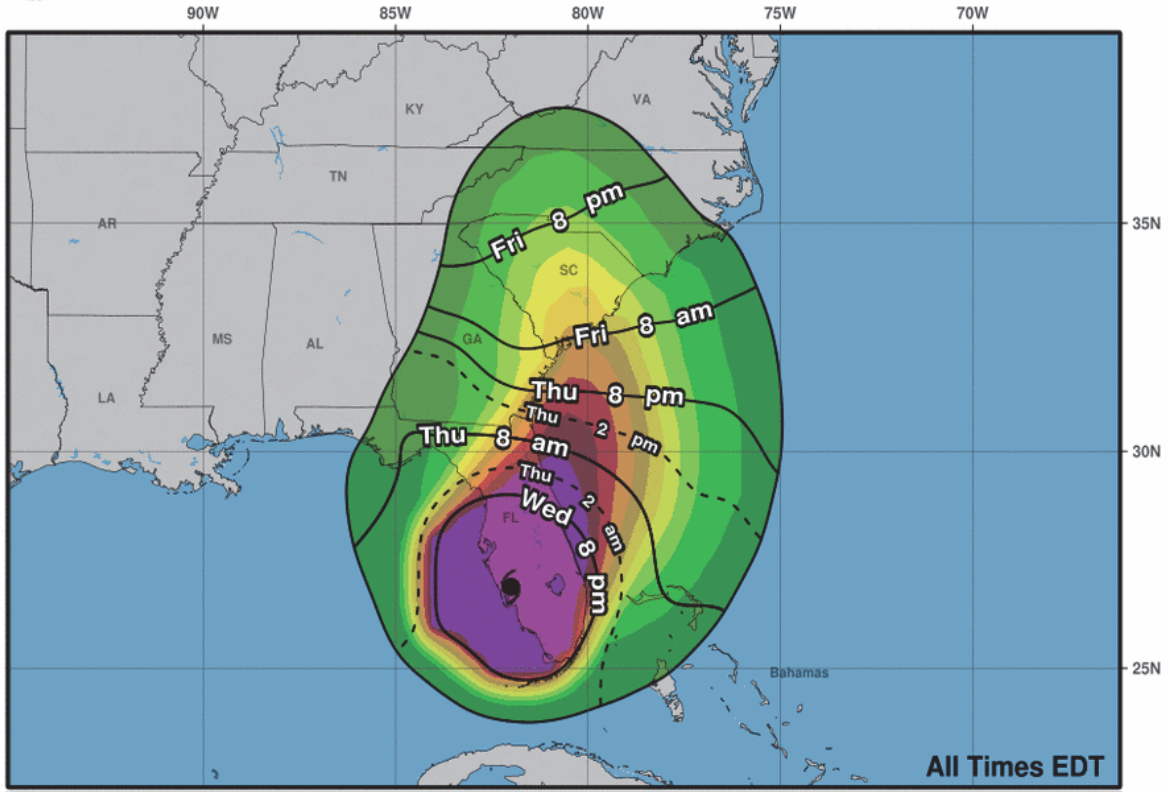 90W 85W 80W 75W 70W
KY
VA
TN
AR
35N
Fri 8 pm
SC
MS
AL
GA
Fri 8 am
LA
Thu 8 pm
Thu 2 pm
Thu 8 am
30N
Thu 2 am
Wed 8 pm
FL
25N
Bahamas
All Times EDT